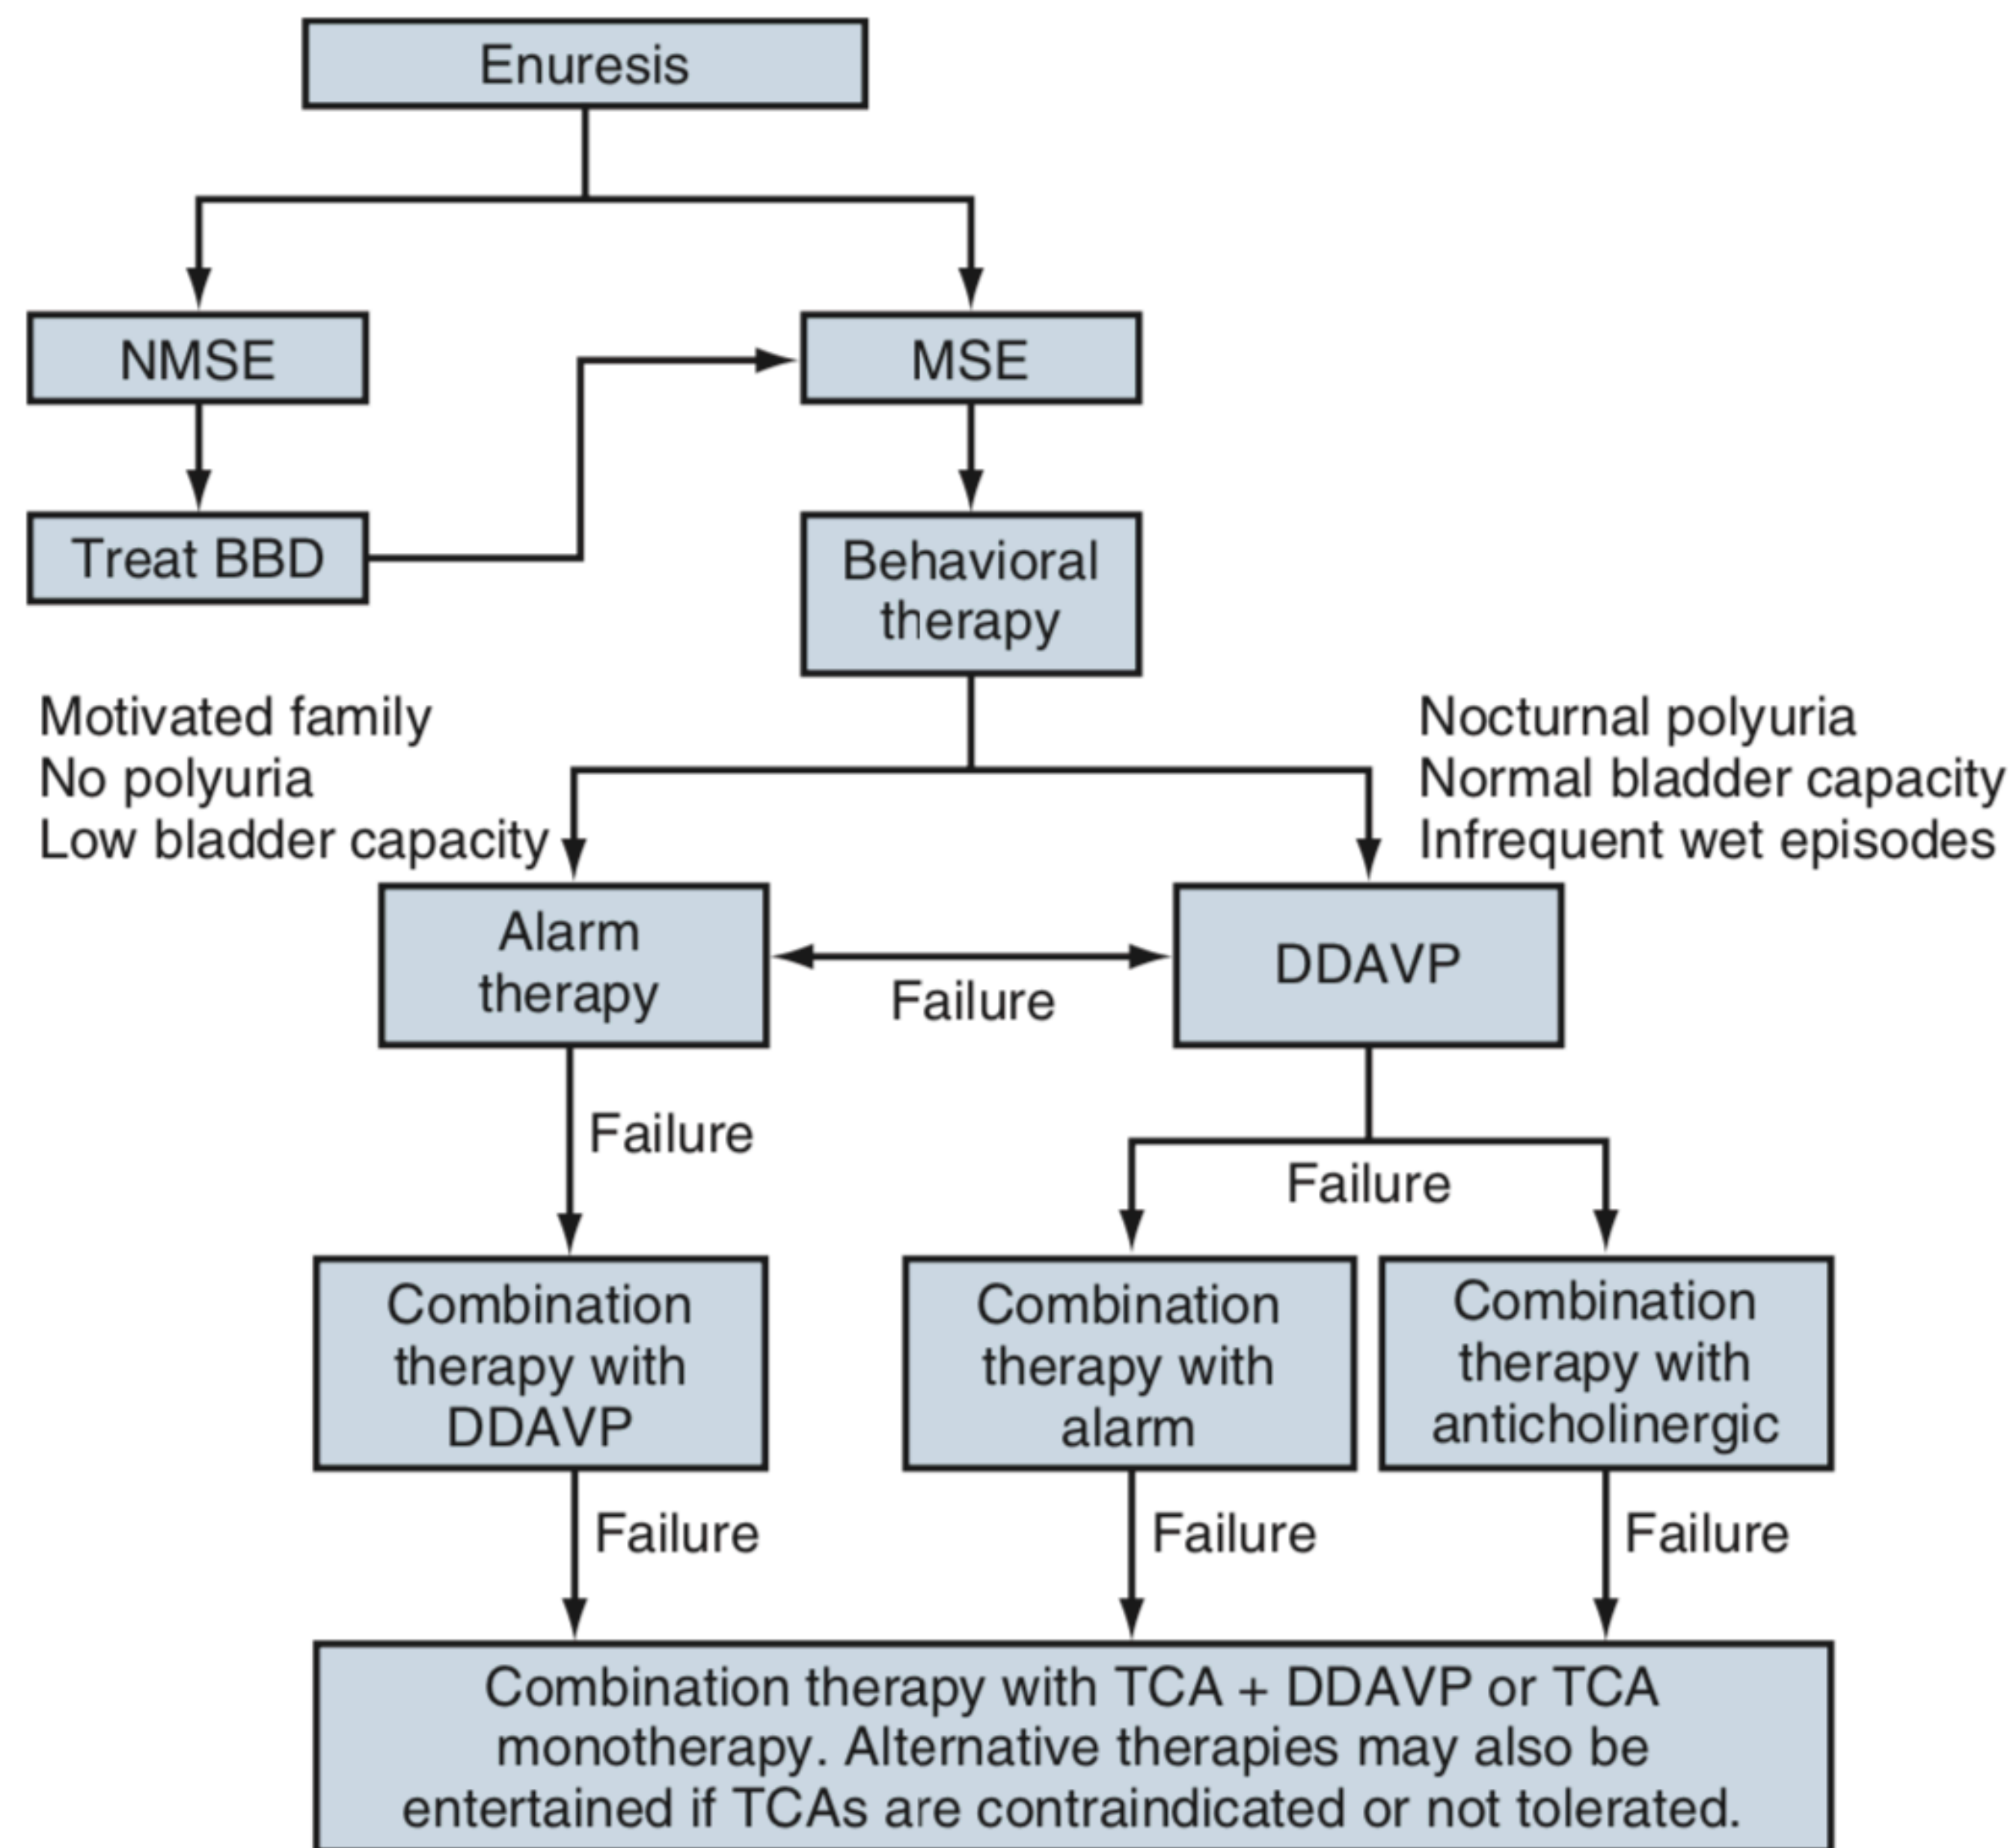 Enuresis
NMSE
MSE
Treat BBD
Behavioral
therapy
Motivated family
No polyuria
Low bladder capacity
Nocturnal polyuria
Normal bladder capacity
Infrequent wet episodes
Alarm
therapy
Failure
DDAVP
Failure
Failure
Combination
therapy with
DDAVP
Combination
therapy with
alarm
Combination
therapy with
anticholinergic
Failure
Failure
Failure
Combination therapy with TCA + DDAVP or TCA
monotherapy. Alternative therapies may also be
entertained if TCAs are contraindicated or not tolerated.